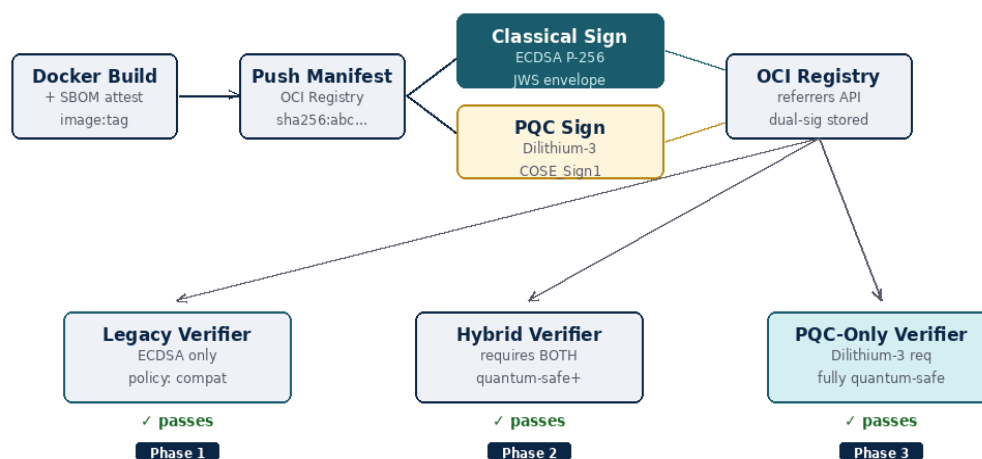 Docker Build
+ SBOM attest
image:tag
Push Manifest
OCI Registry
sha256:abc...
Classical Sign
ECDSA P-256
JWS envelope
PQC Sign
Dilithium-3
COSE_Sign1
OCI Registry
referrers API
dual-sig stored
Legacy Verifier
ECDSA only
policy: compat
✓ passes
Phase 1
Hybrid Verifier
requires BOTH
quantum-safe+
✓ passes
Phase 2
PQC-Only Verifier
Dilithium-3 req
fully quantum-safe
✓ passes
Phase 3